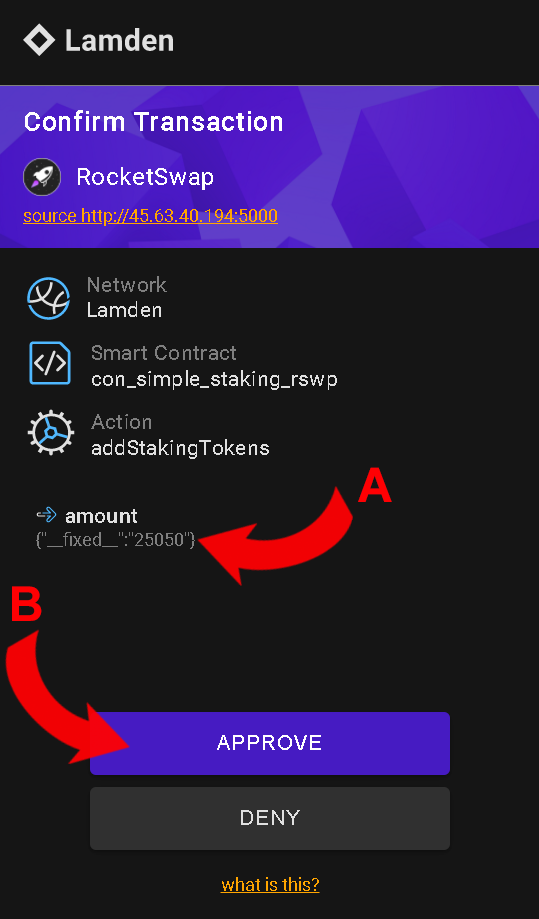 Lamden
Confirm Transaction
RocketSwap
source http://45.63.40.194:5000
Network
Lamden
Smart Contract
con_simple_staking_rswp
Action
addStakingTokens
A
amount
{"__fixed__":"25050"}
B
APPROVE
DENY
what is this?